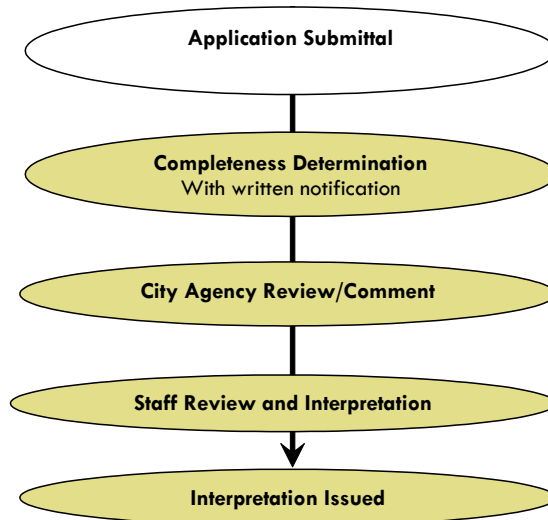 Application Submittal
Completeness Determination
With written notification
City Agency Review/Comment
Staff Review and Interpretation
Interpretation Issued